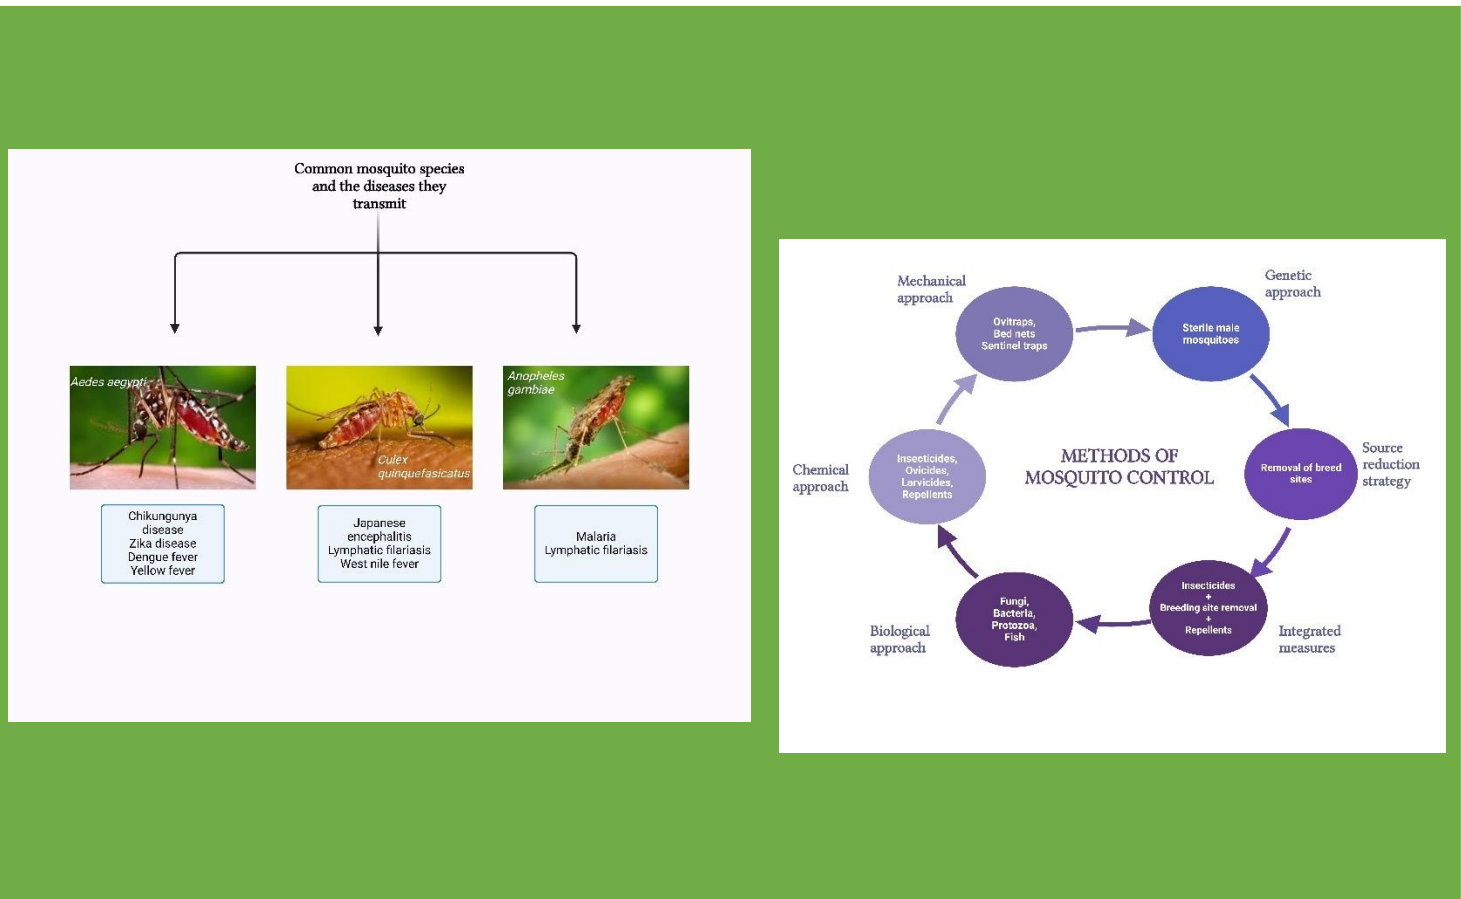 Common mosquito species
and the diseases they
transmit
Aedes aegypti
Culex
quinquefasicatus
Anopheles
gambiae
Chikungunya
disease
Zika disease
Dengue fever
Yellow fever
Japanese
encephalitis
Lymphatic filariasis
West nile fever
Malaria
Lymphatic filariasis
METHODS OF
MOSQUITO CONTROL
Mechanical
approach
Ovitraps,
Bed nets
Sentinel traps
Genetic
approach
Sterile male
mosquitoes
Source
reduction
strategy
Removal of breed
sites
Integrated
measures
Insecticides
+
Breeding site removal
+
Repellents
Biological
approach
Fungi,
Bacteria,
Protozoa,
Fish
Chemical
approach
Insecticides,
Ovicides,
Larvicides,
Repellents